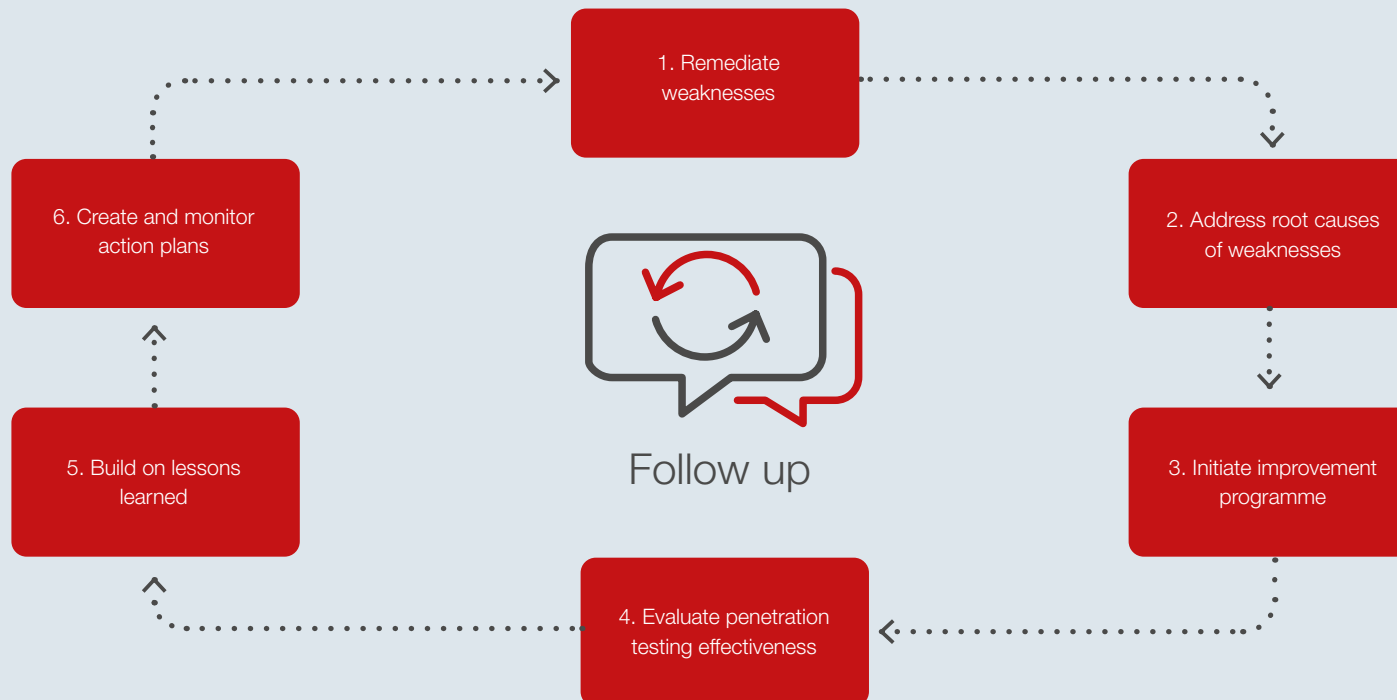 1. Remediate
weaknesses
2. Address root causes
of weaknesses
3. Initiate improvement
programme
4. Evaluate penetration
testing effectiveness
5. Build on lessons
learned
6. Create and monitor
action plans
Follow up